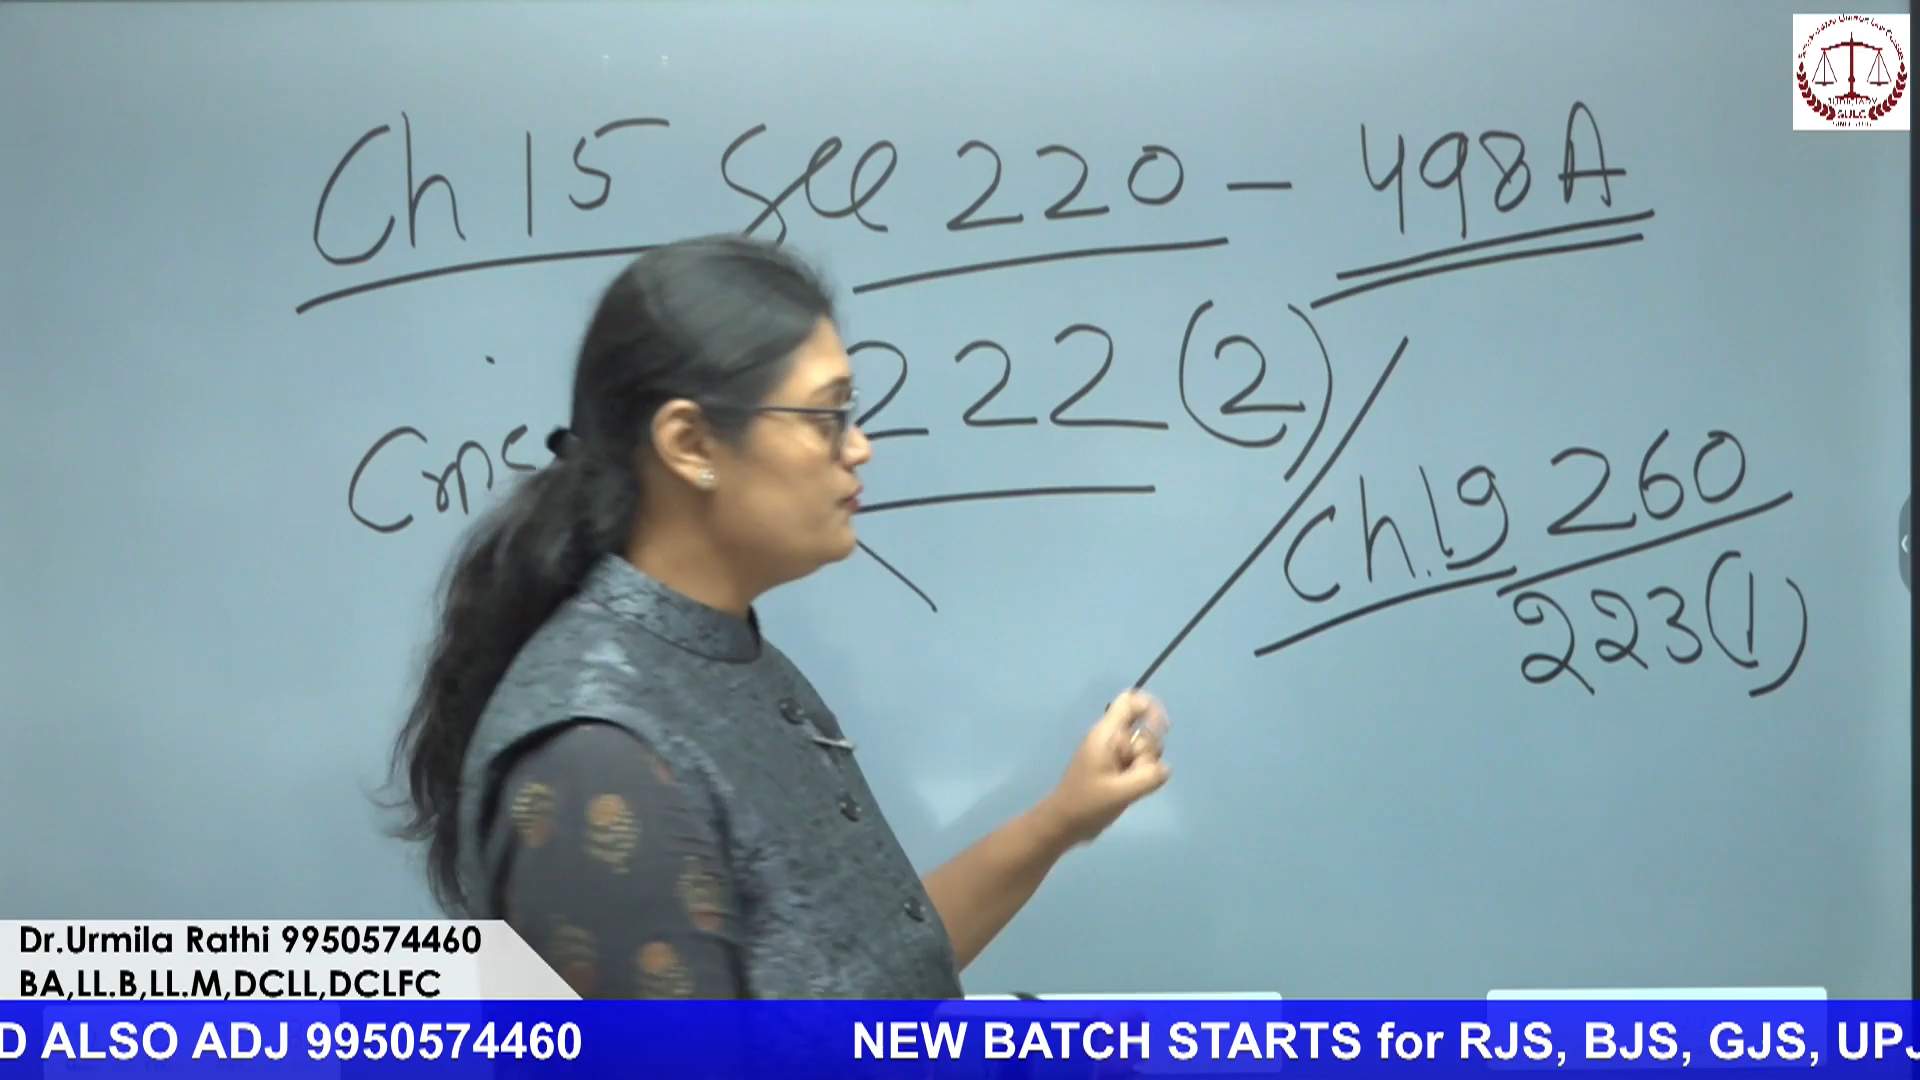 Ch 15 Sec 220 - 498A
222 (2)
Ch.19 260
223(1)
Dr.Urmila Rathi 9950574460
BA,LL.B,LL.M,DCLL,DCLFC
D ALSO ADJ 9950574460 NEW BATCH STARTS for RJS, BJS, GJS, UPJ